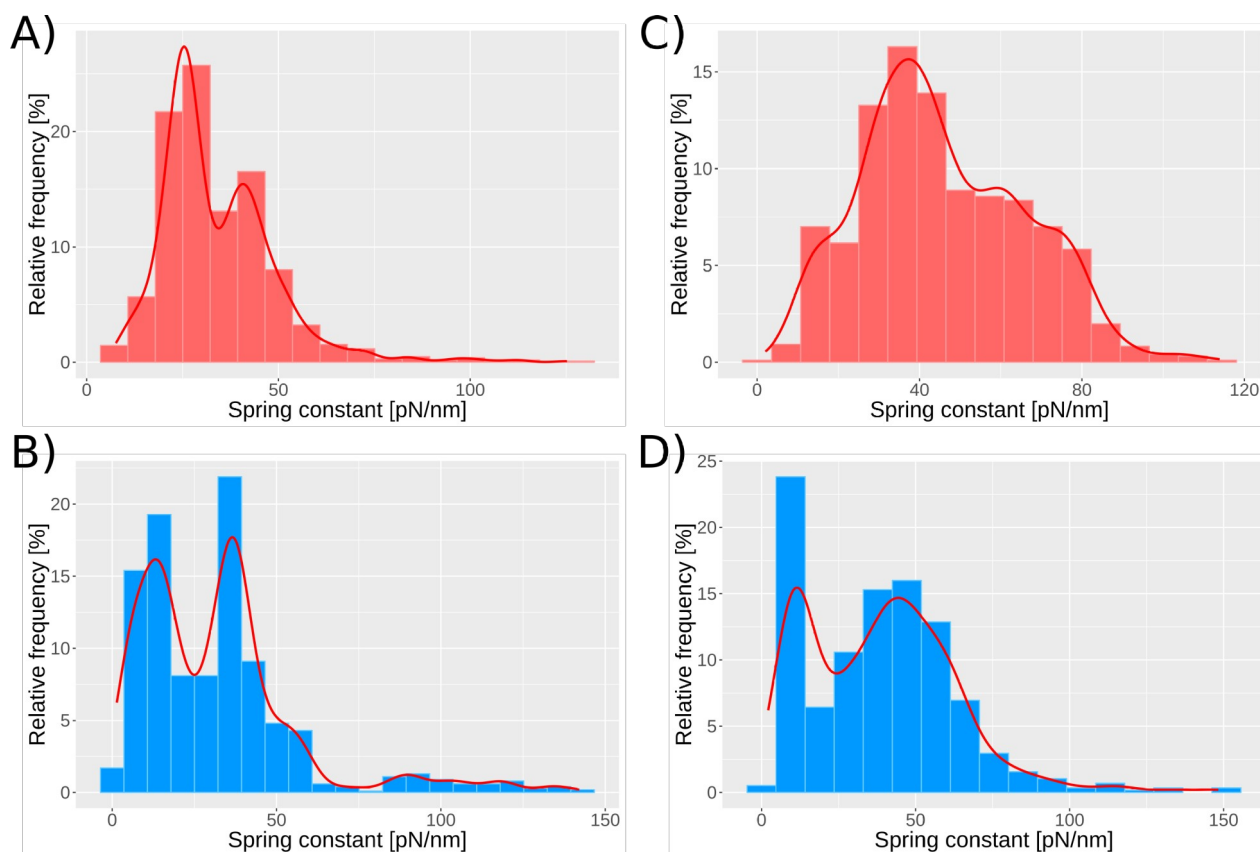 A)
Relative frequency [%]
20
10
0
0 50 100
Spring constant [pN/nm]
C)
Relative frequency [%]
15
10
5
0
0 40 80 120
Spring constant [pN/nm]
B)
Relative frequency [%]
20
15
10
5
0
0 50 100 150
Spring constant [pN/nm]
D)
Relative frequency [%]
25
20
15
10
5
0
0 50 100 150
Spring constant [pN/nm]